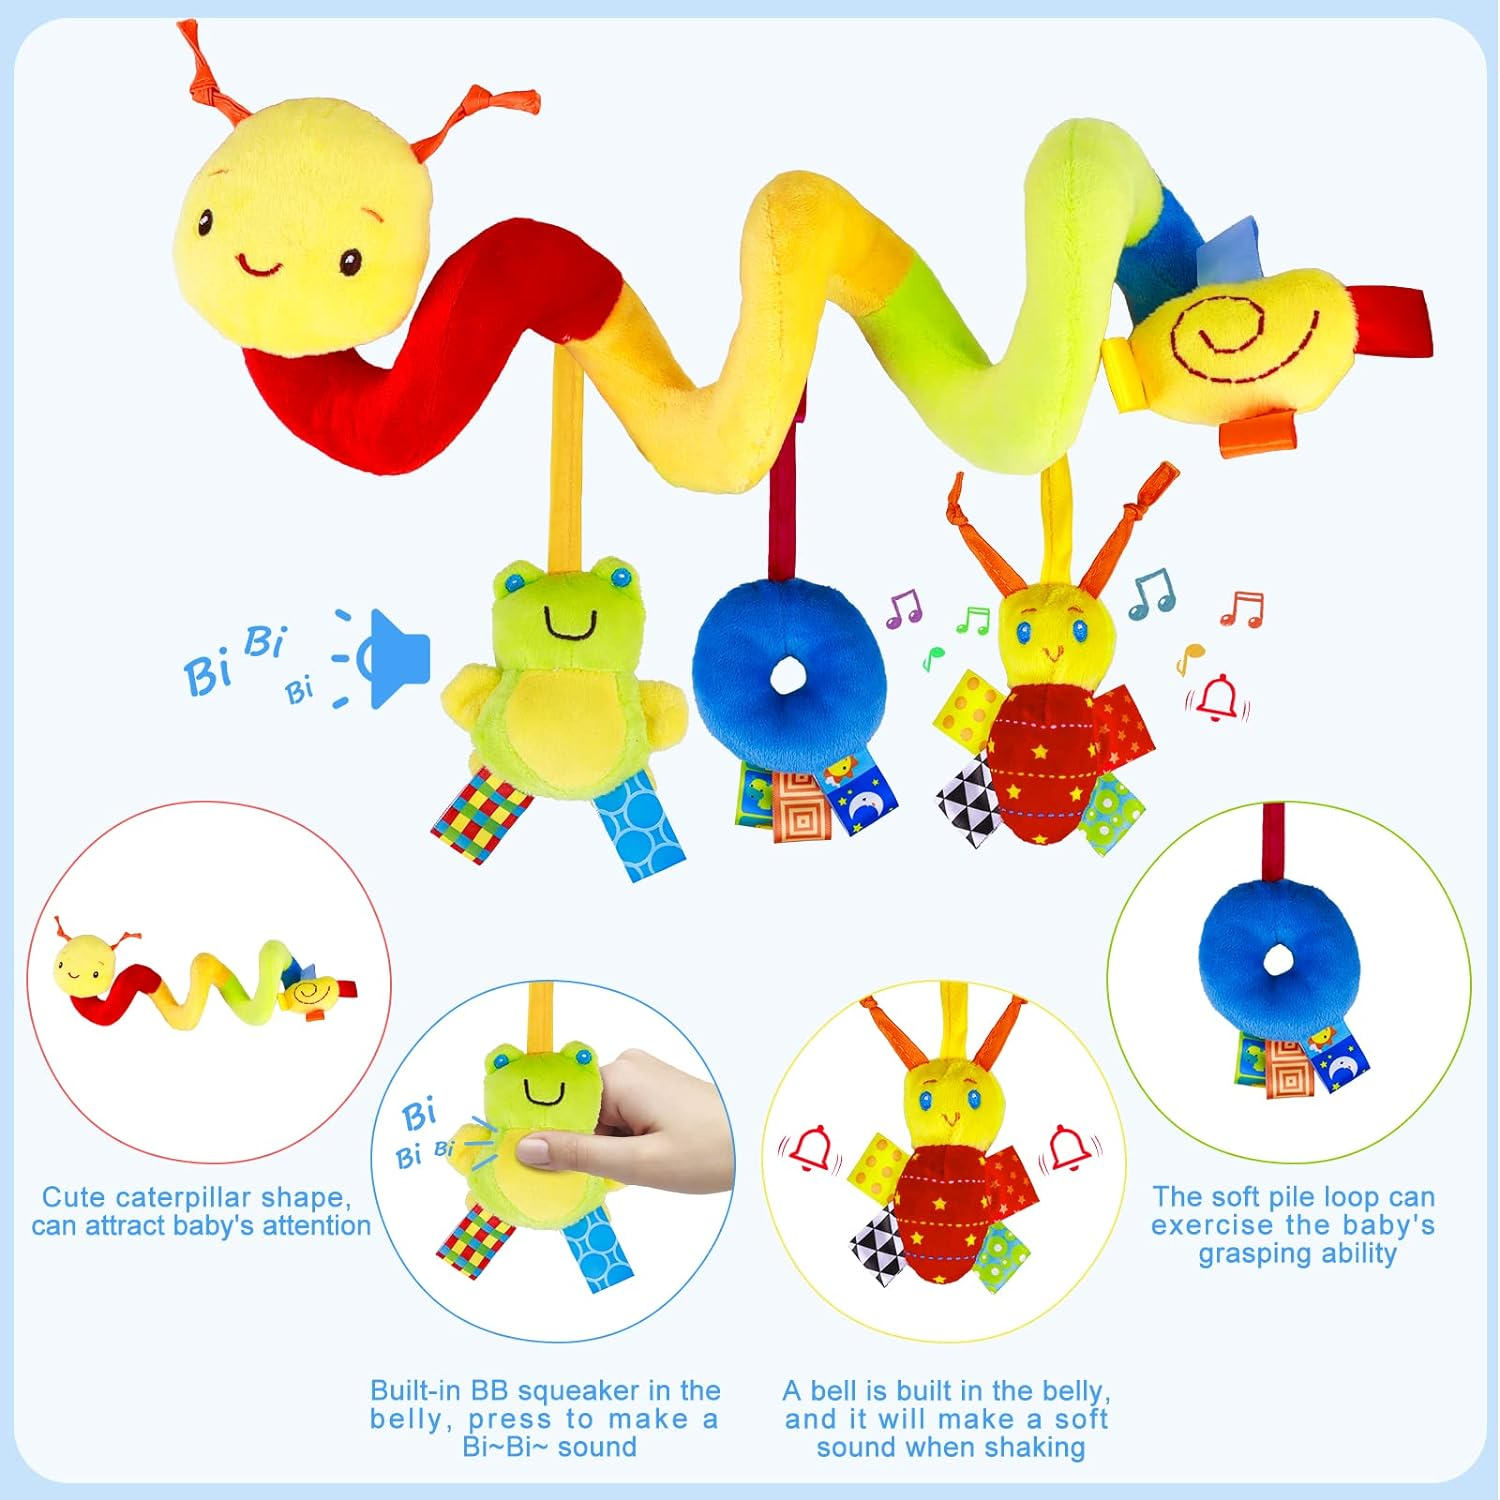 Bi
Bi
Bi
Cute caterpillar shape,
can attract baby's attention
Bi
Bi
Bi
Built-in BB squeaker in the
belly, press to make a
Bi~Bi~ sound
A bell is built in the belly,
and it will make a soft
sound when shaking
The soft pile loop can
exercise the baby's
grasping ability